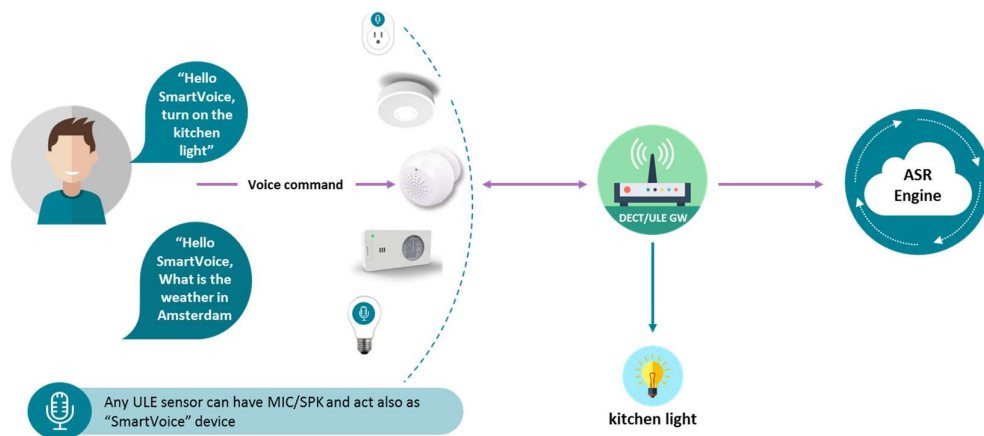 “Hello
SmartVoice,
turn on the
kitchen
light”
Voice command
“Hello
SmartVoice,
What is the
weather in
Amsterdam
DECT/ULE GW
ASR
Engine
kitchen light
Any ULE sensor can have MIC/SPK and act also as
“SmartVoice” device